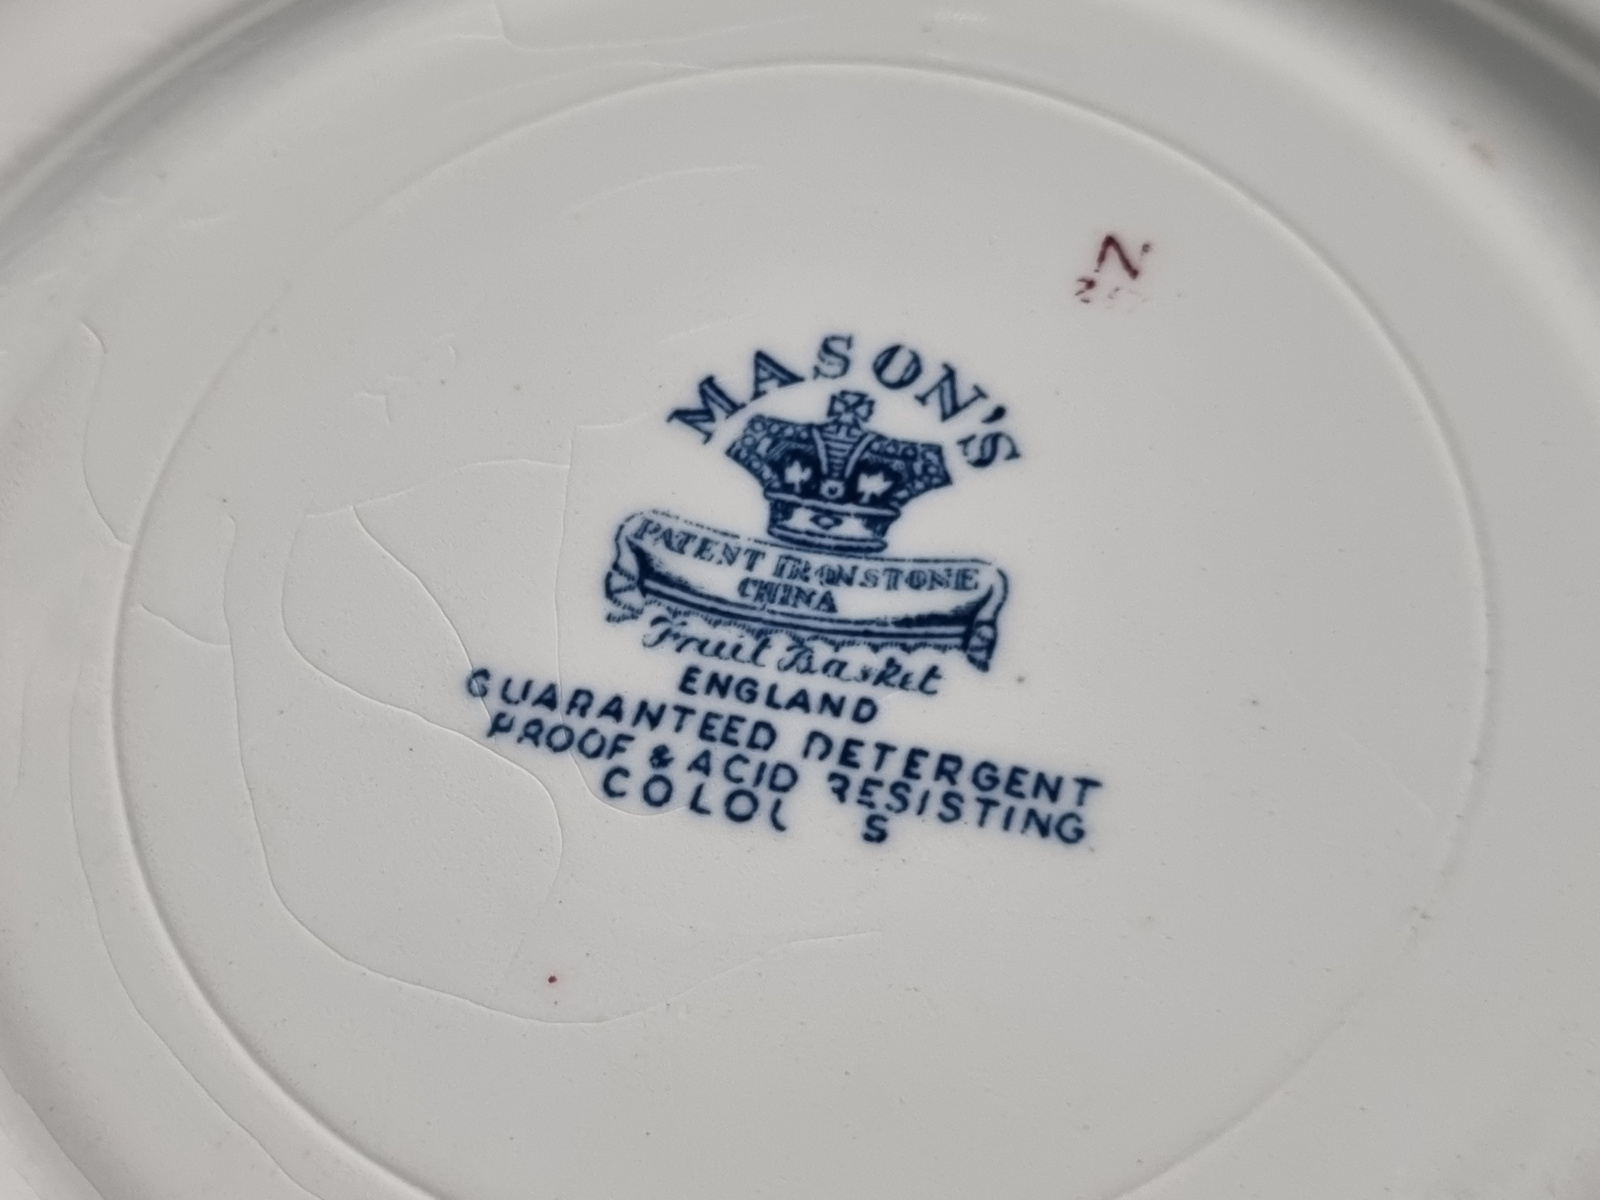 N
MASON'S
PATENT IRONSTONE
CHINA
Fruit Basket
ENGLAND
GUARANTEED DETERGENT
PROOF & ACID RESISTING